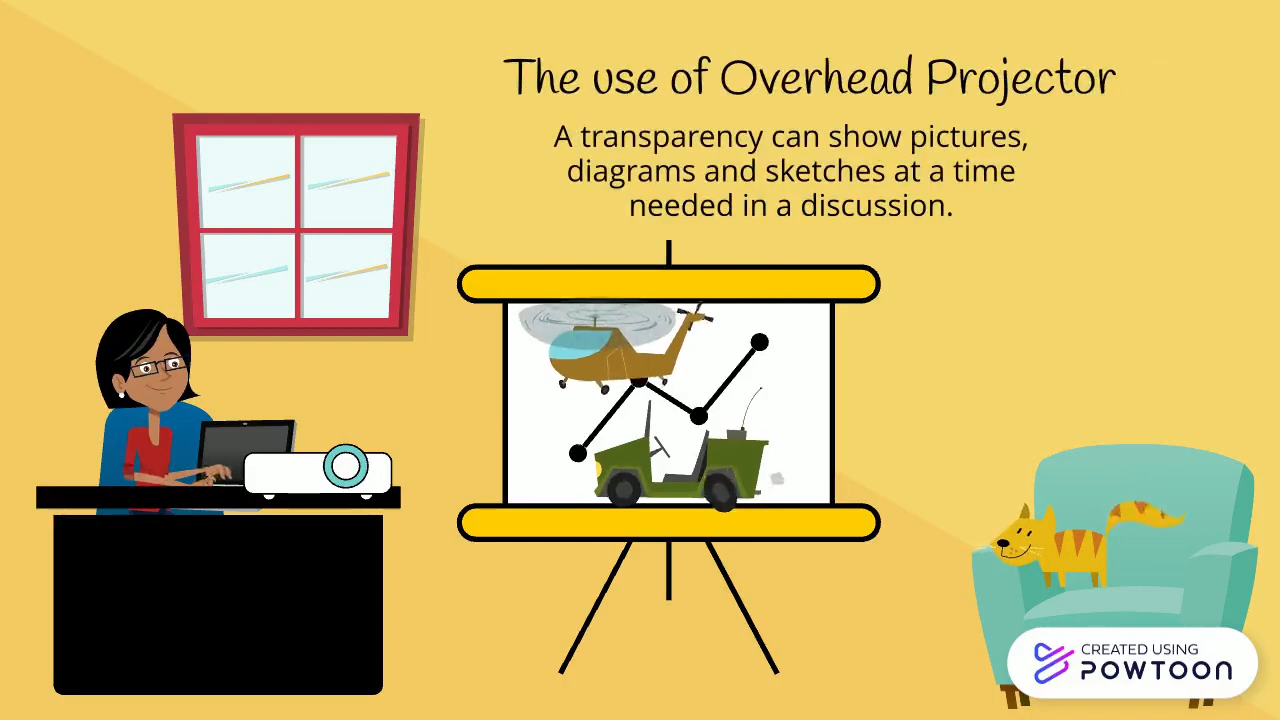 The use of Overhead Projector
A transparency can show pictures,
diagrams and sketches at a time
needed in a discussion.
CREATED USING
POWTOON